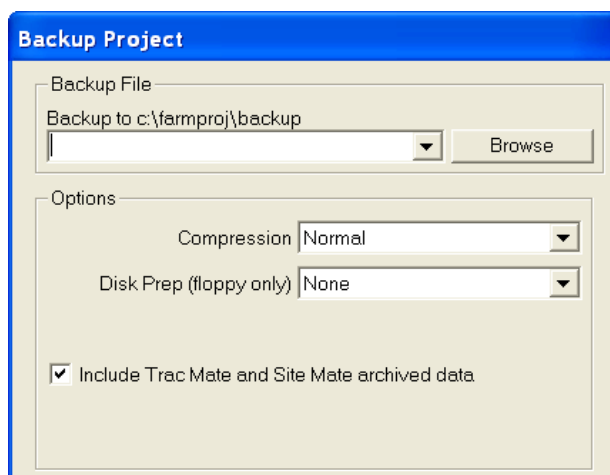 Backup Project
Backup File
Backup to c:\farmproj\backup
Browse
Options
Compression Normal
Disk Prep (floppy only) None
Include Trac Mate and Site Mate archived data